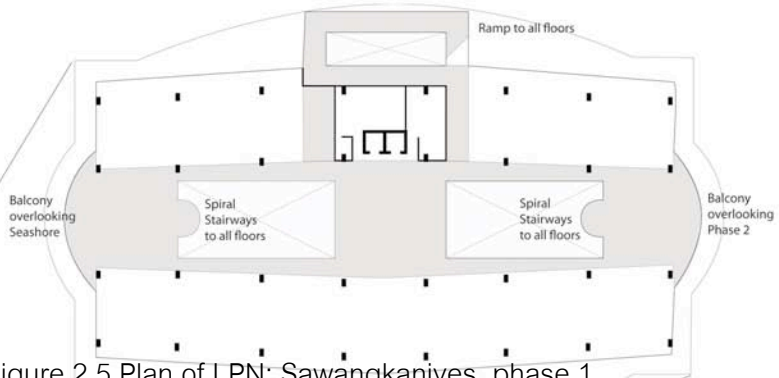 Ramp to all floors
Balcony
overlooking
Seashore
Spiral
Stairways
to all floors
Spiral
Stairways
to all floors
Balcony
overlooking
Phase 2
igure 2.5 Plan of LPN: Sawangkanives, phase 1